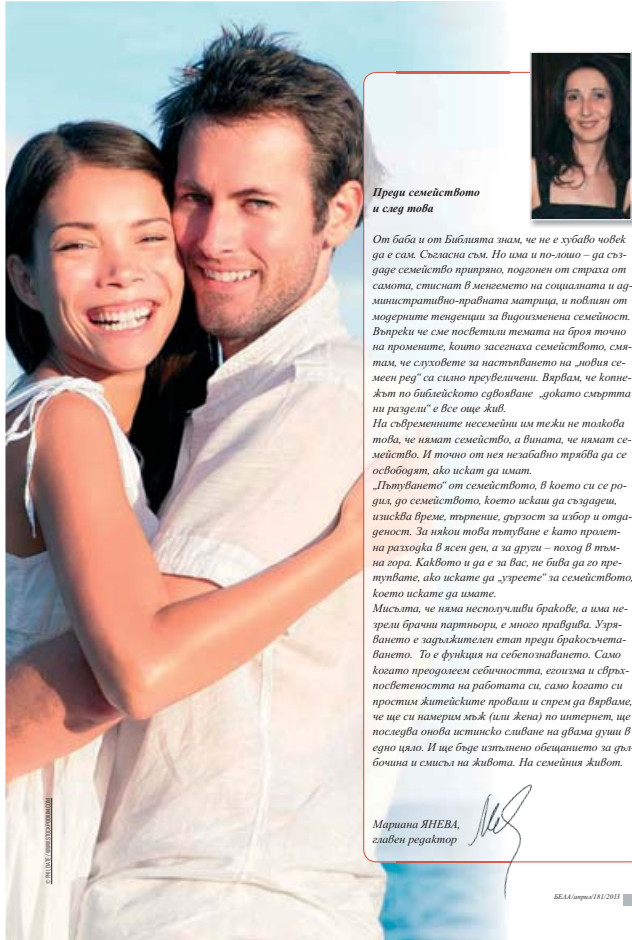 Преди семейството
и след това
От баба и от Библията знам, че не е хубаво човек
да е сам. Съгласна съм. Но има и по-лошо – да съз-
даде семейство припряно, подгонен от страха от
самота, стиснат в менгемето на социалната и ад-
министративно-правната матрица, и повлиян от
модерните тенденции за видоизменена семейност.
Въпреки че сме посветили темата на броя точно
на промените, които засегнаха семейството, смя-
там, че слуховете за настъпването на „новия се-
меен ред“ са силно преувеличени. Вярвам, че копне-
жът по библейското сдвояване „докато смъртта
ни раздели“ е все още жив.
На съвременните несемейни им тежи не толкова
това, че нямат семейство, а вината, че нямат се-
мейство. И точно от нея незабавно трябва да се
освободят, ако искат да имат.
„Пътуването“ от семейството, в което си се ро-
дил, до семейството, което искаш да създадеш,
изисква време, търпение, дързост за избор и отда-
деност. За някои това пътуване е като пролет-
на разходка в ясен ден, а за други – поход в тъм-
на гора. Каквото и да е за вас, не бива да го пре-
тупвате, ако искате да „узреете“ за семейството,
което искате да имате.
Мисълта, че няма несполучливи бракове, а има не-
зрели брачни партньори, е много правдива. Узря-
ването е задължителен етап преди бракосъчета-
ването. То е функция на себепознаването. Само
когато преодолеем себичността, егоизма и свръх-
посветеността на работата си, само когато си
простим житейските провали и спрем да вярваме,
че ще си намерим мъж (или жена) по интернет, ще
последва онова истинско сливане на двама души в
едно цяло. И ще бъде изпълнено обещанието за дъл-
бочина и смисъл на живота. На семейния живот.
Мариана ЯНЕВА,
главен редактор
© PHIL DATE / WWW.STOCKPODIUM.COM
БЕЛА/април/181/2013